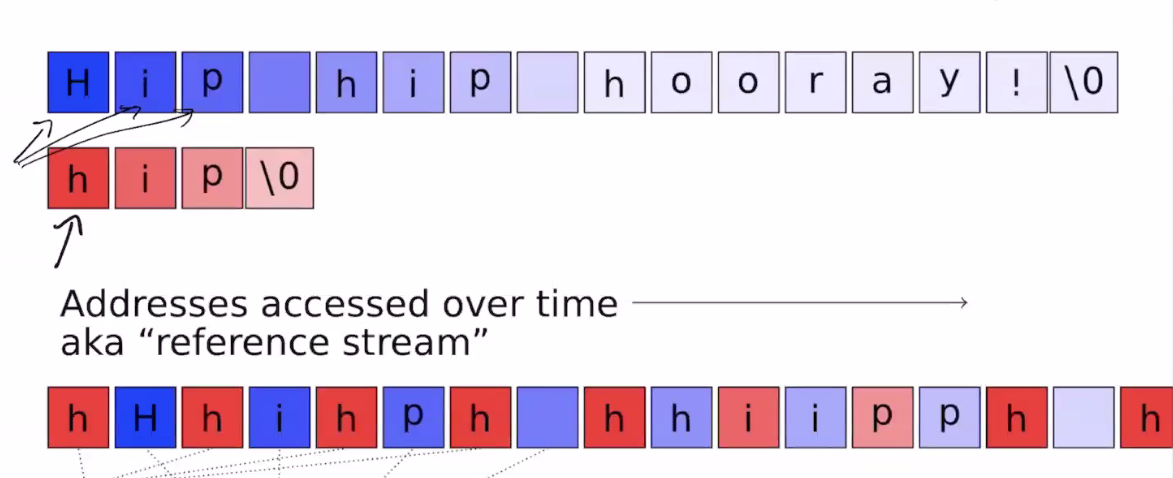 H i p h i p h o o r a y ! \0
h i p \0
Addresses accessed over time
aka “reference stream”
h H h i h p h h h i i p p h h